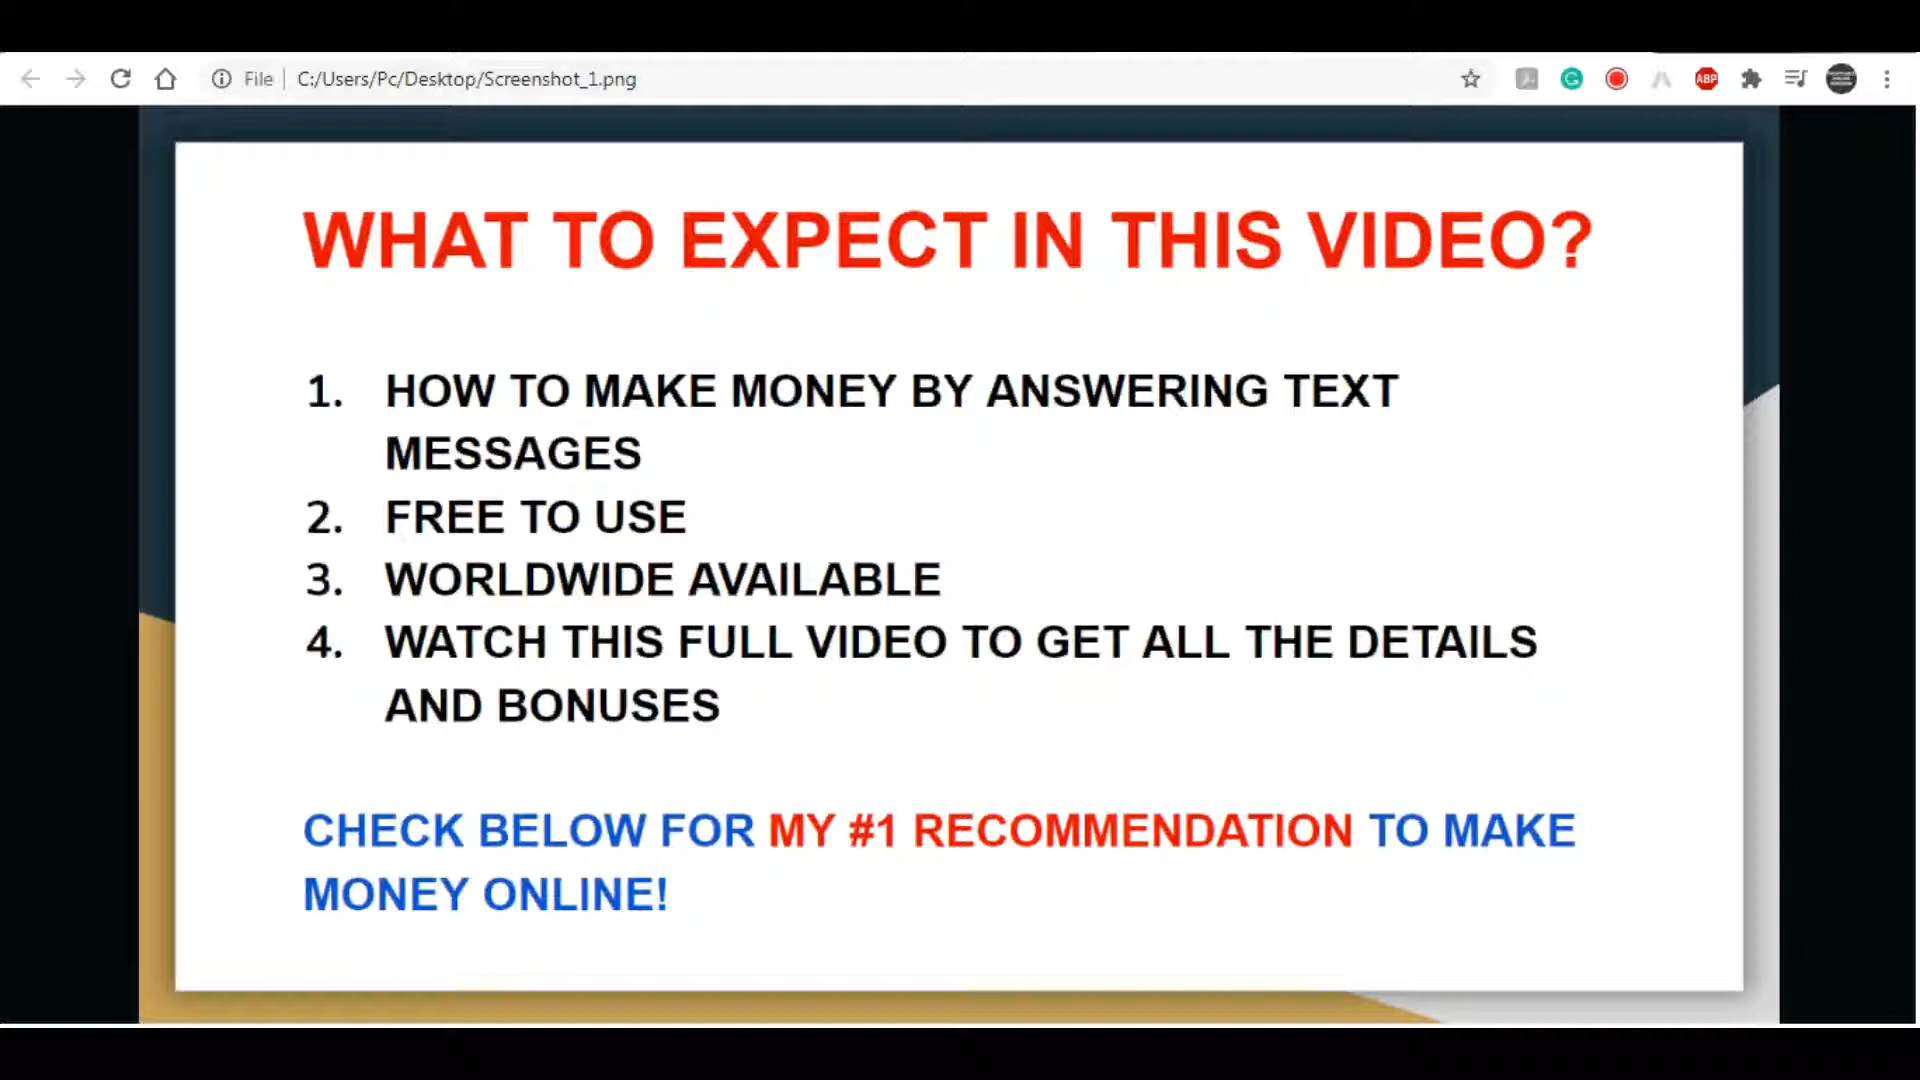 File C:/Users/Pc/Desktop/Screenshot_1.png
ABP
WHAT TO EXPECT IN THIS VIDEO?
1. HOW TO MAKE MONEY BY ANSWERING TEXT
MESSAGES
2. FREE TO USE
3. WORLDWIDE AVAILABLE
4. WATCH THIS FULL VIDEO TO GET ALL THE DETAILS
AND BONUSES
CHECK BELOW FOR MY #1 RECOMMENDATION TO MAKE
MONEY ONLINE!